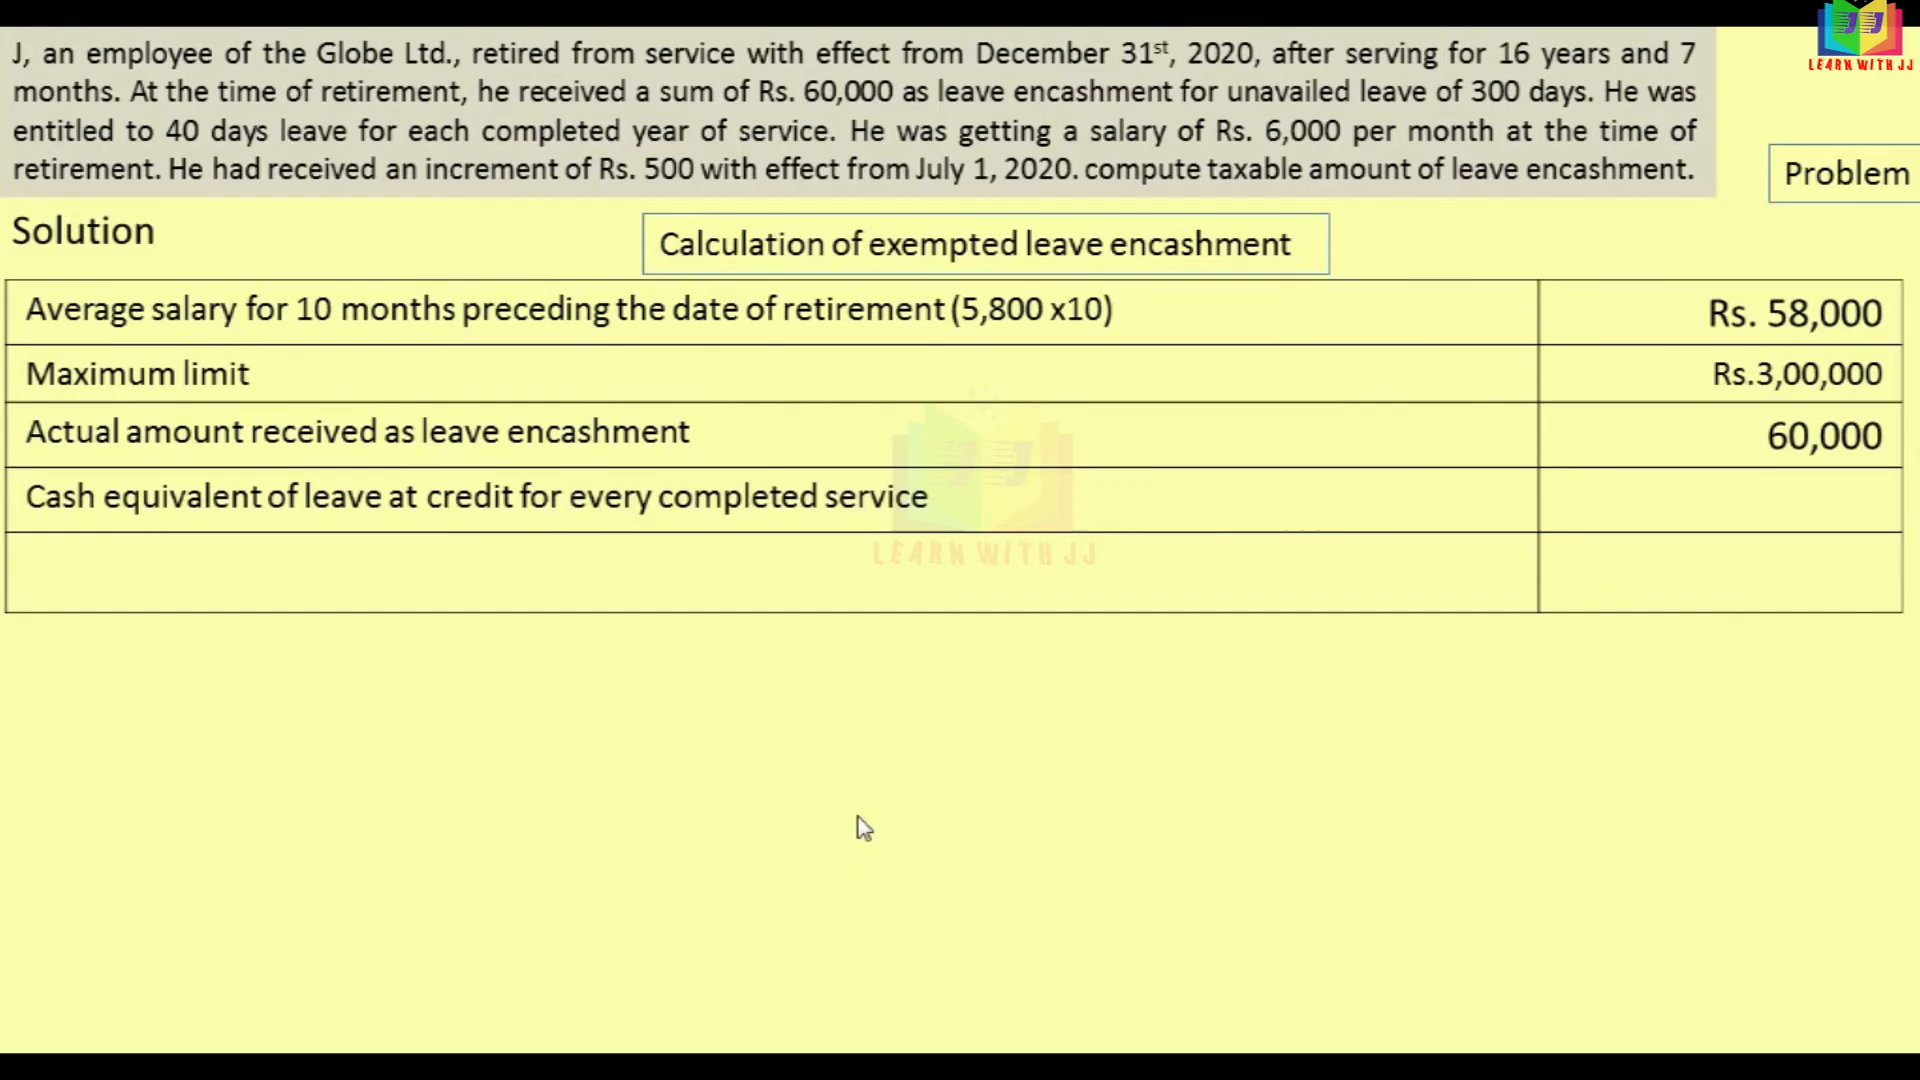 LEARN WITH JJ
J, an employee of the Globe Ltd., retired from service with effect from December 31st, 2020, after serving for 16 years and 7
months. At the time of retirement, he received a sum of Rs. 60,000 as leave encashment for unavailed leave of 300 days. He was
entitled to 40 days leave for each completed year of service. He was getting a salary of Rs. 6,000 per month at the time of
retirement. He had received an increment of Rs. 500 with effect from July 1, 2020. compute taxable amount of leave encashment.
Problem
Solution
Calculation of exempted leave encashment
Average salary for 10 months preceding the date of retirement (5,800 x10) Rs. 58,000
Maximum limit Rs.3,00,000
Actual amount received as leave encashment 60,000
Cash equivalent of leave at credit for every completed service
LEARN WITH JJ